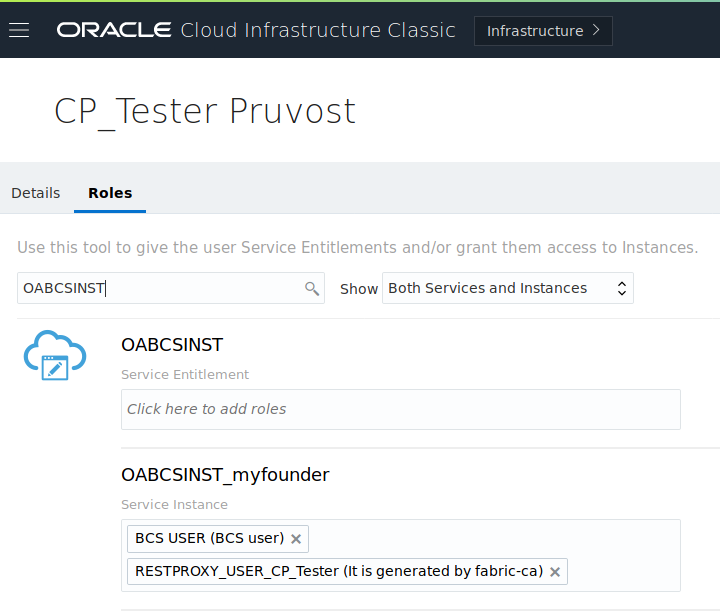 ORACLE Cloud Infrastructure Classic Infrastructure
CP_Tester Pruvost
Details Roles
Use this tool to give the user Service Entitlements and/or grant them access to Instances.
OABCSINST Show Both Services and Instances
OABCSINST
Service Entitlement
Click here to add roles
OABCSINST_myfounder
Service Instance
BCS USER (BCS user)
RESTPROXY_USER_CP_Tester (It is generated by fabric-ca)